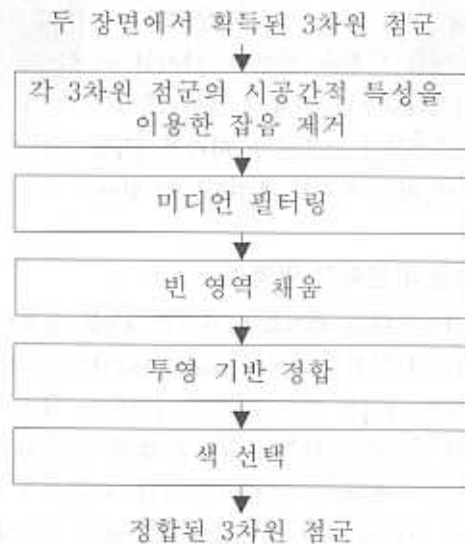 두 장면에서 획득된 3차원 점군
각 3차원 점군의 시공간적 특성을
이용한 잡음 제거
미디언 필터링
빈 영역 채움
투영 기반 정합
색 선택
정합된 3차원 점군